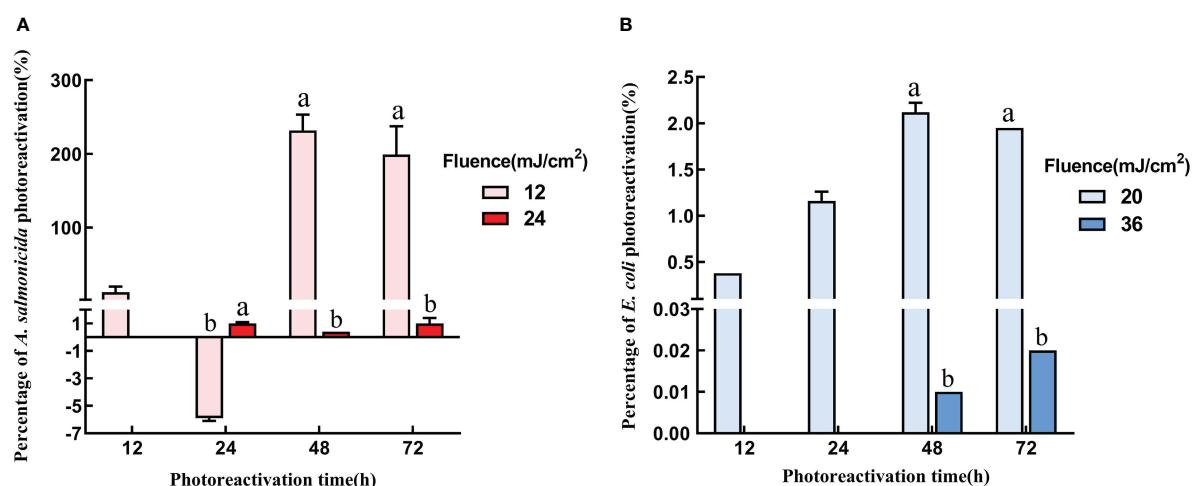 A
Percentage of A. salmonicida photoreactivation(%)
300
200
100
1
-1
-3
-5
-7
a
a
b
a
b
b
12
24
48
72
Photoreactivation time(h)
Fluence(mJ/cm2)
12
24
B
Percentage of E. coli photoreactivation(%)
2.5
2.0
1.5
1.0
0.5
0.03
0.02
0.01
0.00
a
a
b
b
12
24
48
72
Photoreactivation time(h)
Fluence(mJ/cm2)
20
36